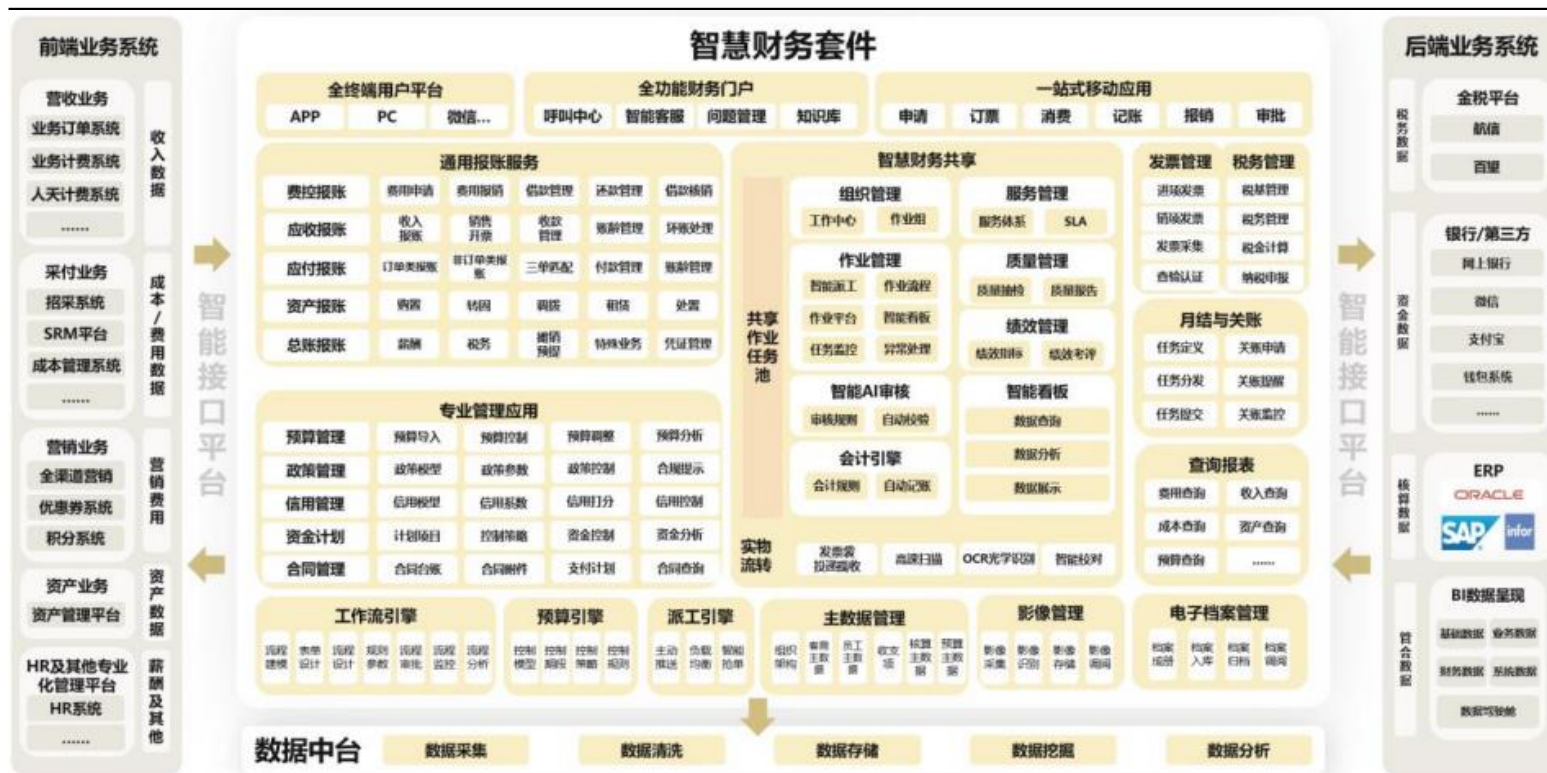 智慧财务套件
前端业务系统
营收业务
业务订单系统
业务计费系统
人天计费系统
......
收入数据
采付业务
招采系统
SRM平台
成本管理系统
......
成本/费用数据
营销业务
全渠道营销
优惠券系统
积分系统
营销费用
资产业务
资产管理平台
资产数据
HR及其他专业化管理平台
HR系统
......
薪酬及其他
智能接口平台
全终端用户平台
APP PC 微信...
全功能财务门户
呼叫中心 智能客服 问题管理 知识库
一站式移动应用
申请 订票 消费 记账 报销 审批
通用报账服务
费控报账 费用申请 费用报销 借款管理 还款管理 借款核销
应收报账 收入报账 销售开票 收款管理 账龄管理 坏账处理
应付报账 订单类报账 非订单类报账 三单匹配 付款管理 账龄管理
资产报账 购置 转固 调拨 租赁 处置
总账报账 薪酬 税务 摊销预提 特殊业务 凭证管理
专业管理应用
预算管理 预算导入 预算控制 预算调整 预算分析
政策管理 政策模型 政策参数 政策控制 合规提示
信用管理 信用模型 信用系数 信用打分 信用控制
资金计划 计划项目 控制策略 资金控制 资金分析
合同管理 合同台账 合同附件 支付计划 合同查询
智慧财务共享
共享作业任务池
组织管理
工作中心 作业组
作业管理
智能派工 作业流程
作业平台 智能看板
任务监控 异常处理
智能AI审核
审核规则 自动校验
会计引擎
会计规则 自动记账
服务管理
服务体系 SLA
质量管理
质量抽检 质量报告
绩效管理
绩效指标 绩效考评
智能看板
数据查询
数据分析
数据展示
实物流转
发票袋投递签收 高速扫描 OCR光学识别 智能校对
发票管理 税务管理
进项发票 税基管理
销项发票 税务管理
发票采集 税金计算
查验认证 纳税申报
月结与关账
任务定义 关账申请
任务分发 关账提醒
任务提交 关账监控
查询报表
费用查询 收入查询
成本查询 资产查询
预算查询 ......
工作流引擎
流程建模 表单设计 流程设计 规则参数 流程审批 流程监控 流程分析
预算引擎
控制模型 控制期段 控制策略 控制规则
派工引擎
主动推送 负载均衡 智能抢单
主数据管理
组织架构 客商主数据 员工主数据 收支项 核算主数据 预算主数据
影像管理
影像采集 影像识别 影像存储 影像调阅
电子档案管理
档案成册 档案入库 档案归档 档案调阅
数据中台
数据采集 数据清洗 数据存储 数据挖掘 数据分析
智能接口平台
后端业务系统
税务数据
金税平台
航信
百望
资金数据
银行/第三方
网上银行
微信
支付宝
钱包系统
......
核算数据
ERP
ORACLE
SAP infor
管合数据
BI数据呈现
基础数据 业务数据
财务数据 系统数据
数据驾驶舱